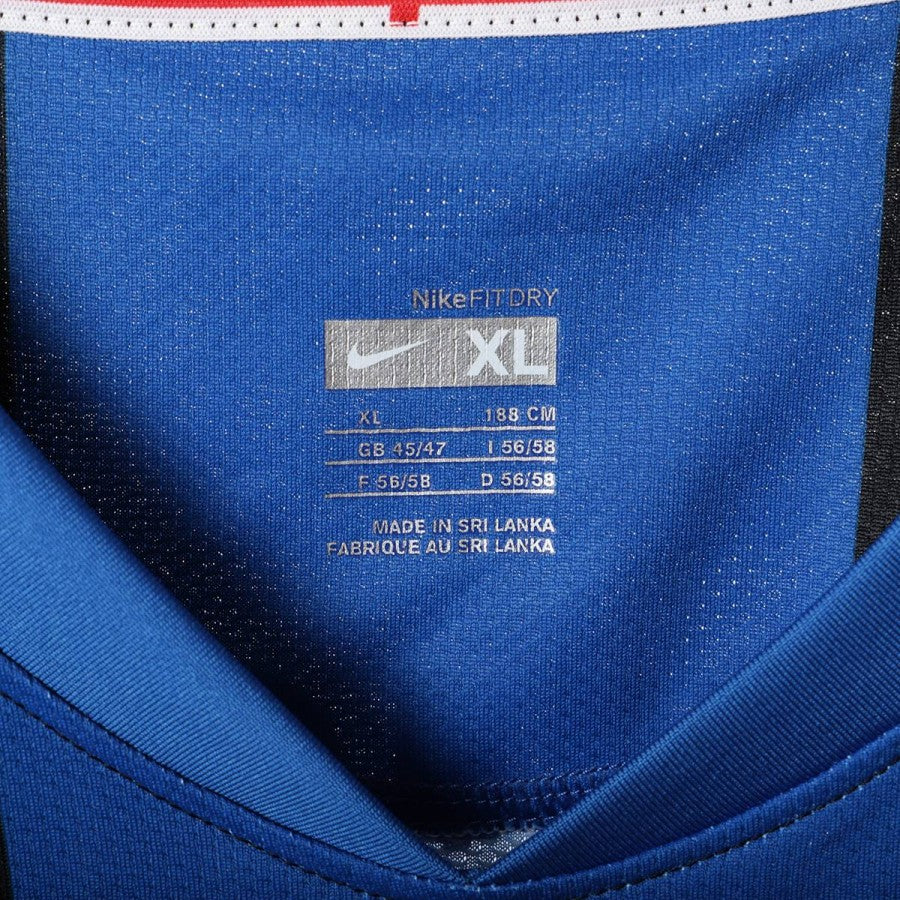 NikeFITDRY
XL
XL 188 CM
GB 45/47 I 56/58
F 56/58 D 56/58
MADE IN SRI LANKA
FABRIQUE AU SRI LANKA